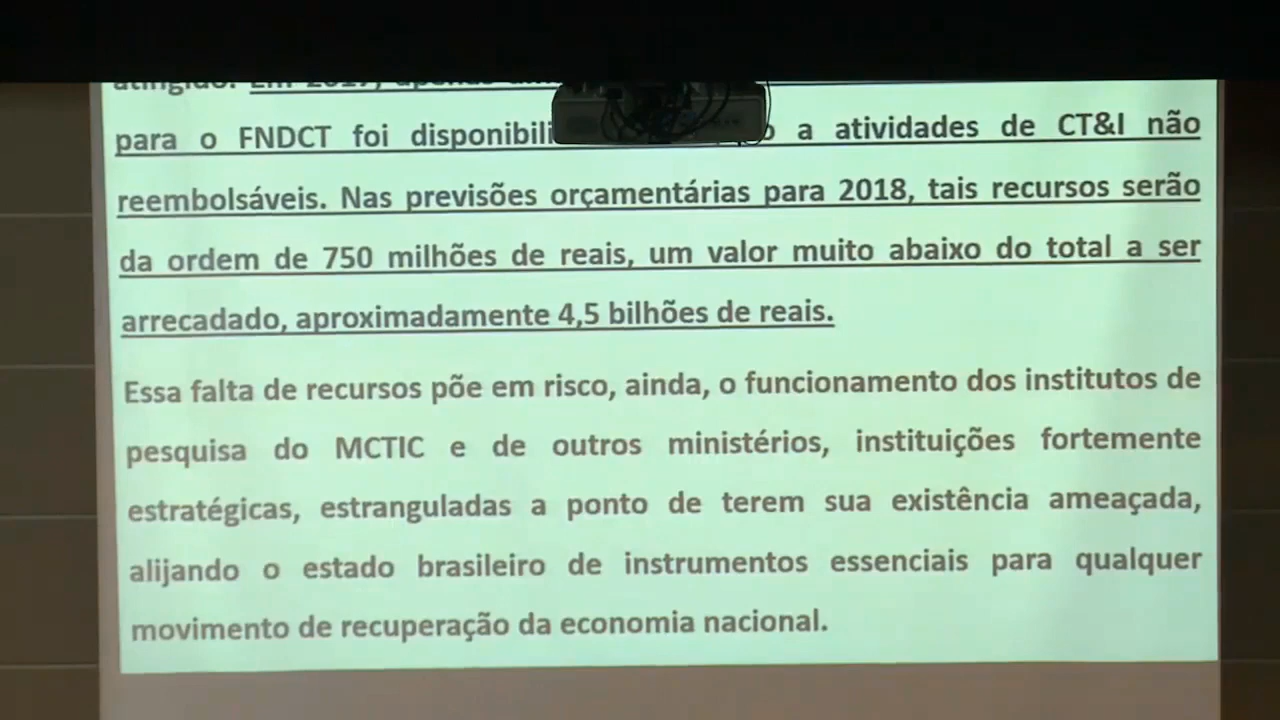 atingido. Em 2017, apenas
para o FNDCT foi disponibili a atividades de CT&I não
reembolsáveis. Nas previsões orçamentárias para 2018, tais recursos serão
da ordem de 750 milhões de reais, um valor muito abaixo do total a ser
arrecadado, aproximadamente 4,5 bilhões de reais.
Essa falta de recursos põe em risco, ainda, o funcionamento dos institutos de
pesquisa do MCTIC e de outros ministérios, instituições fortemente
estratégicas, estranguladas a ponto de terem sua existência ameaçada,
alijando o estado brasileiro de instrumentos essenciais para qualquer
movimento de recuperação da economia nacional.